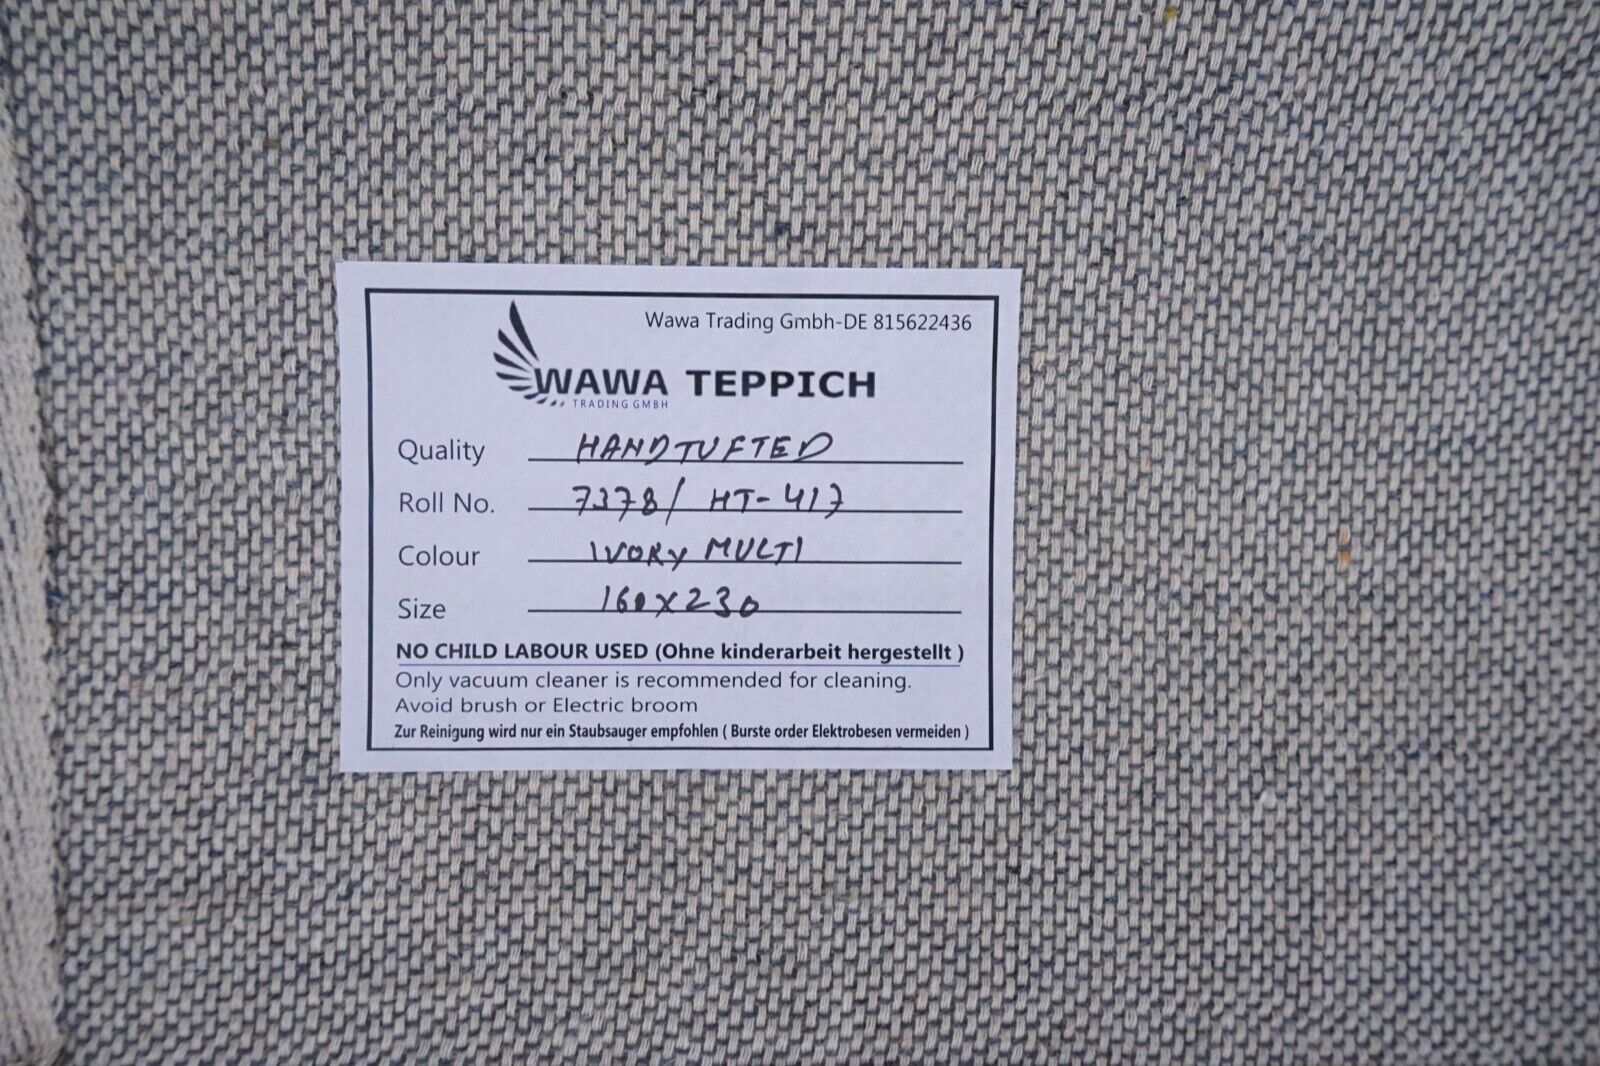 Wawa Trading Gmbh-DE 815622436
WAWA TEPPICH
TRADING GMBH
Quality HANDTUFTED
Roll No. 7378/ HT-417
Colour IVORY MULTI
Size 160X230
NO CHILD LABOUR USED (Ohne kinderarbeit hergestellt )
Only vacuum cleaner is recommended for cleaning.
Avoid brush or Electric broom
Zur Reinigung wird nur ein Staubsauger empfohlen ( Burste order Elektrobesen vermeiden )